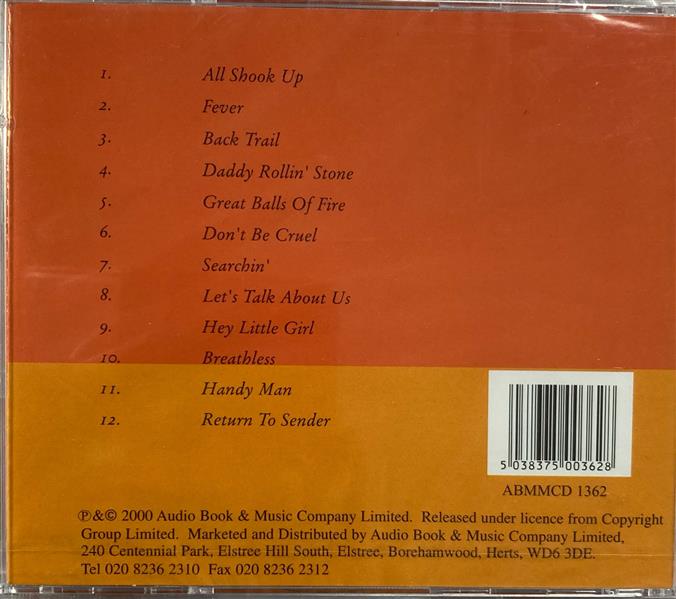 1. All Shook Up
2. Fever
3. Back Trail
4. Daddy Rollin' Stone
5. Great Balls Of Fire
6. Don't Be Cruel
7. Searchin'
8. Let's Talk About Us
9. Hey Little Girl
10. Breathless
11. Handy Man
12. Return To Sender
5 038375 003628
ABMMCD 1362
℗&© 2000 Audio Book & Music Company Limited. Released under licence from Copyright
Group Limited. Marketed and Distributed by Audio Book & Music Company Limited,
240 Centennial Park, Elstree Hill South, Elstree, Borehamwood, Herts, WD6 3DE.
Tel 020 8236 2310 Fax 020 8236 2312